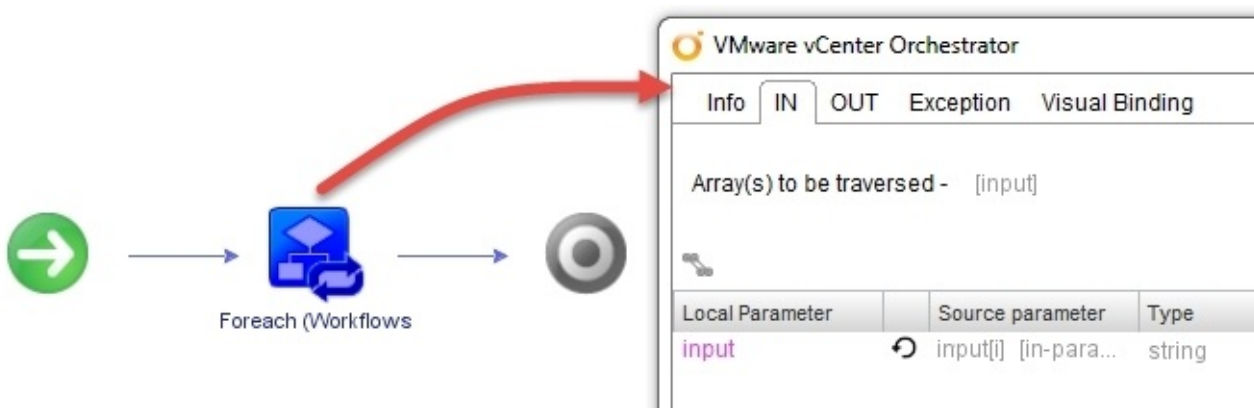 VMware vCenter Orchestrator
Info IN OUT Exception Visual Binding
Array(s) to be traversed - [input]
Foreach (Workflows
Local Parameter Source parameter Type
input input[i] [in-para... string